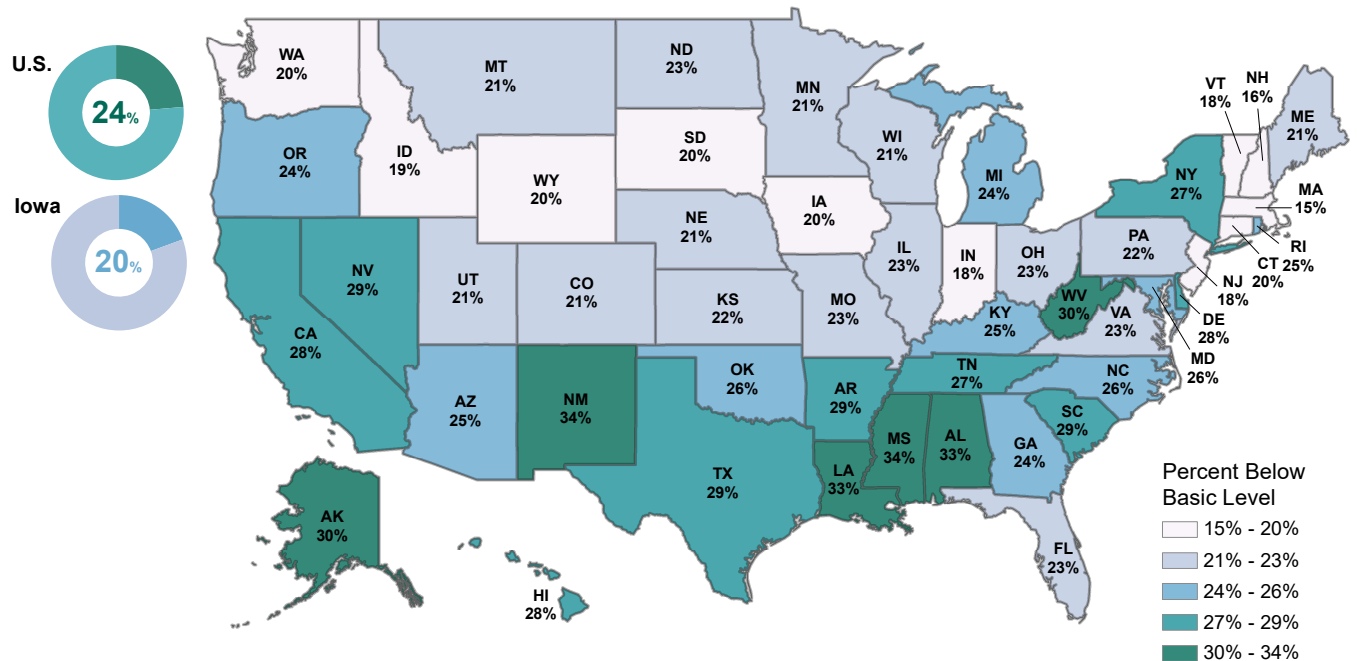 U.S.
24%
Iowa
20%
WA
20%
OR
24%
ID
19%
MT
21%
ND
23%
MN
21%
SD
20%
WY
20%
WI
21%
MI
24%
NE
21%
IA
20%
IL
23%
IN
18%
OH
23%
PA
22%
NY
27%
VT
18%
NH
16%
ME
21%
MA
15%
RI
25%
CT
20%
NJ
18%
DE
28%
MD
26%
CA
28%
NV
29%
UT
21%
CO
21%
KS
22%
MO
23%
KY
25%
WV
30%
VA
23%
AZ
25%
NM
34%
OK
26%
AR
29%
TN
27%
NC
26%
SC
29%
TX
29%
LA
33%
MS
34%
AL
33%
GA
24%
FL
23%
AK
30%
HI
28%
Percent Below
Basic Level
15% - 20%
21% - 23%
24% - 26%
27% - 29%
30% - 34%